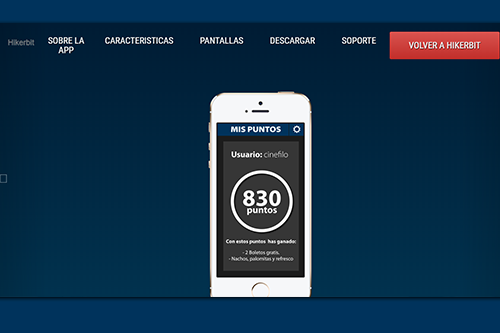 Hikerbit
SOBRE LA
APP
CARACTERISTICAS
PANTALLAS
DESCARGAR
SOPORTE
VOLVER A HIKERBIT
MIS PUNTOS
Usuario: cinefilo
830
puntos
Con estos puntos has ganado:
- 2 Boletos gratis.
- Nachos, palomitas y refresco